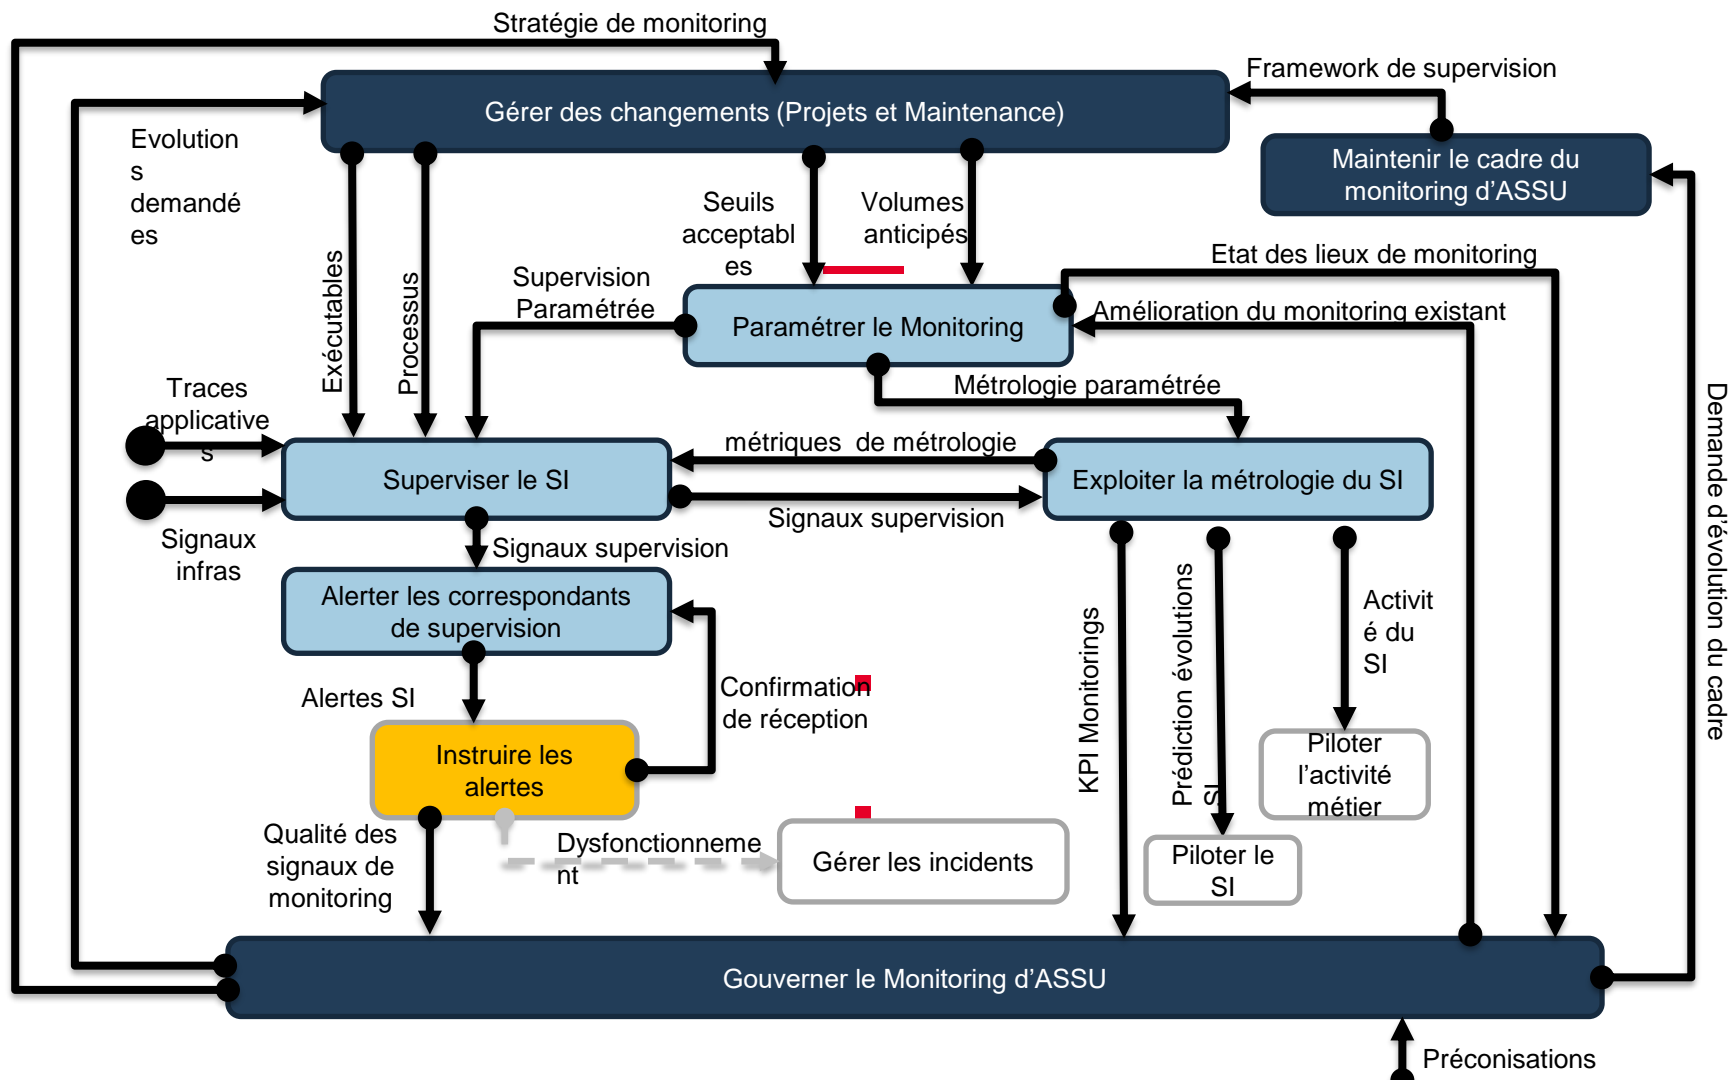 Stratégie de monitoring
Framework de supervision
Gérer des changements (Projets et Maintenance)
Maintenir le cadre du
monitoring d’ASSU
Evolution
s
demandé
es
Seuils
acceptabl
es
Volumes
anticipés
Exécutables
Processus
Supervision
Paramétrée
Etat des lieux de monitoring
Amélioration du monitoring existant
Paramétrer le Monitoring
Métrologie paramétrée
Traces
applicative
s
métriques  de métrologie
Superviser le SI
Exploiter la métrologie du SI
Signaux supervision
Signaux
infras
Signaux supervision
Demande d’évolution du cadre
Alerter les correspondants
de supervision
KPI Monitorings
Prédiction évolutions
SI
Activit
é du
SI
Alertes SI
Confirmation
de réception
Instruire les
alertes
Piloter
l’activité
métier
Qualité des
signaux de
monitoring
Dysfonctionneme
nt
Gérer les incidents
Piloter le
SI
Gouverner le Monitoring d’ASSU
Préconisations